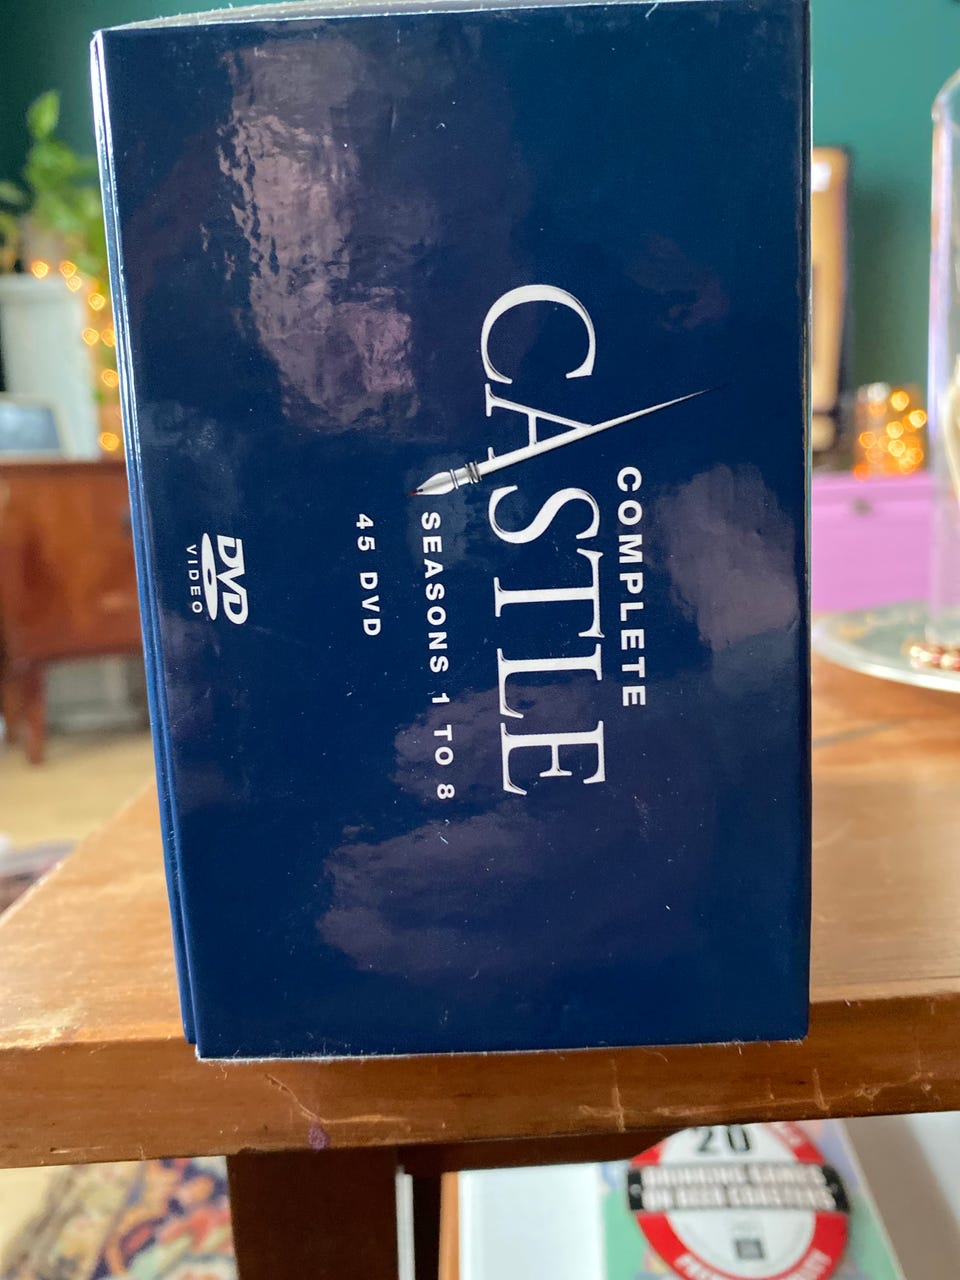 COMPLETE
CASTLE
SEASONS 1 TO 8
45 DVD
DVD
VIDEO
20
DRINKING GAMES
ON BEER COASTERS